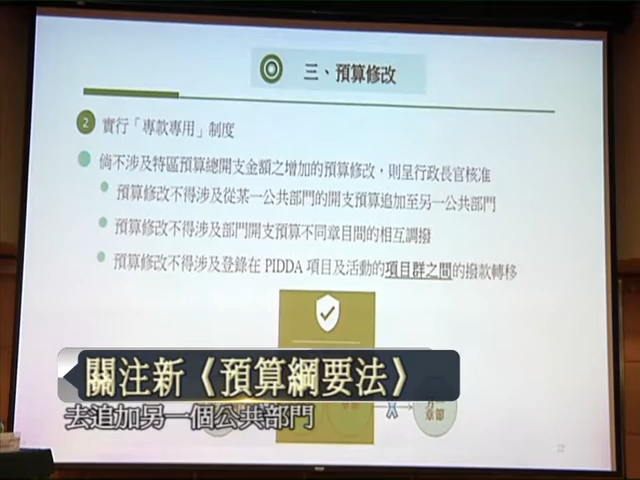 三、預算修改
2 實行「專款專用」制度
倘不涉及特區預算總開支金額之增加的預算修改，則呈行政長官核准
預算修改不得涉及從某一公共部門的開支預算追加至另一公共部門
預算修改不得涉及部門開支預算不同章目間的相互調撥
預算修改不得涉及登錄在 PIDDA 項目及活動的項目群之間的撥款轉移
關注新《預算綱要法》
去追加另一個公共部門
章節